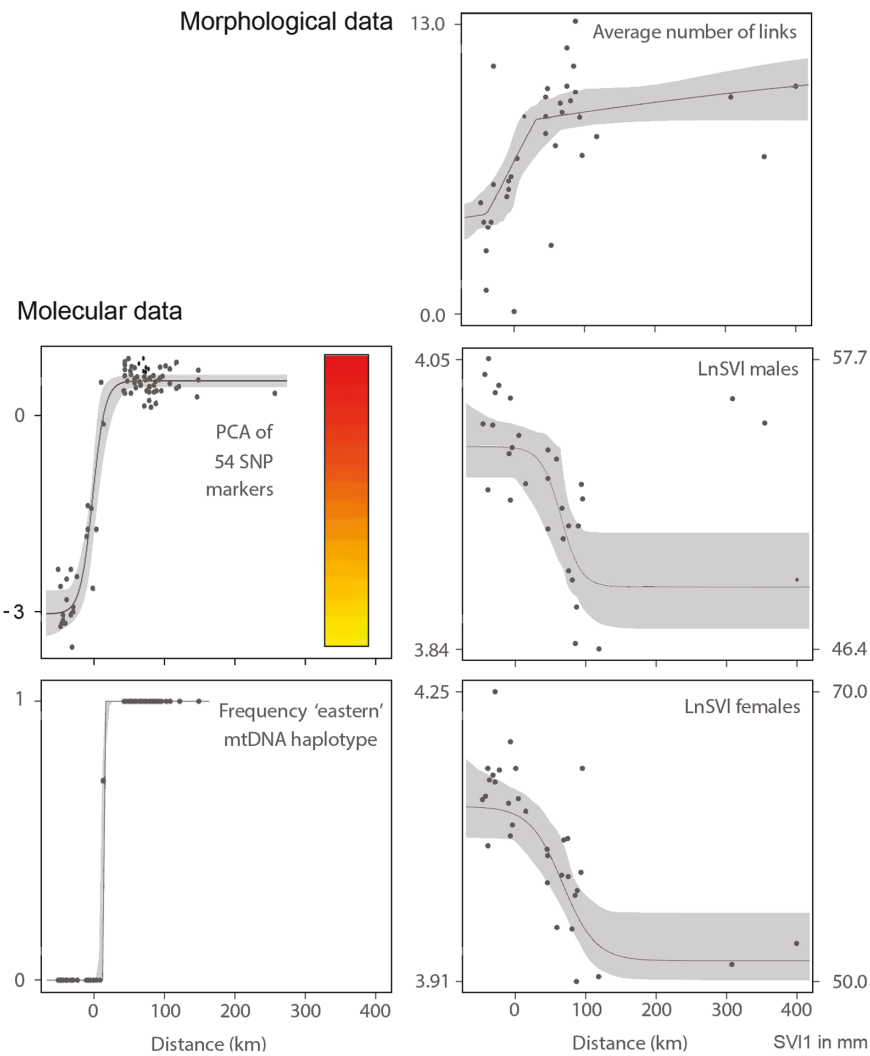 Morphological data
13.0
Average number of links
0.0
Molecular data
0
PCA of
54 SNP
markers
- 3
4.05
57.7
LnSVl males
3.84
46.4
1
Frequency ‘eastern’
mtDNA haplotype
0
0 100 200 300 400
Distance (km)
4.25
70.0
LnSVl females
3.91
50.0
0 100 200 300 400
Distance (km)
SVl1 in mm